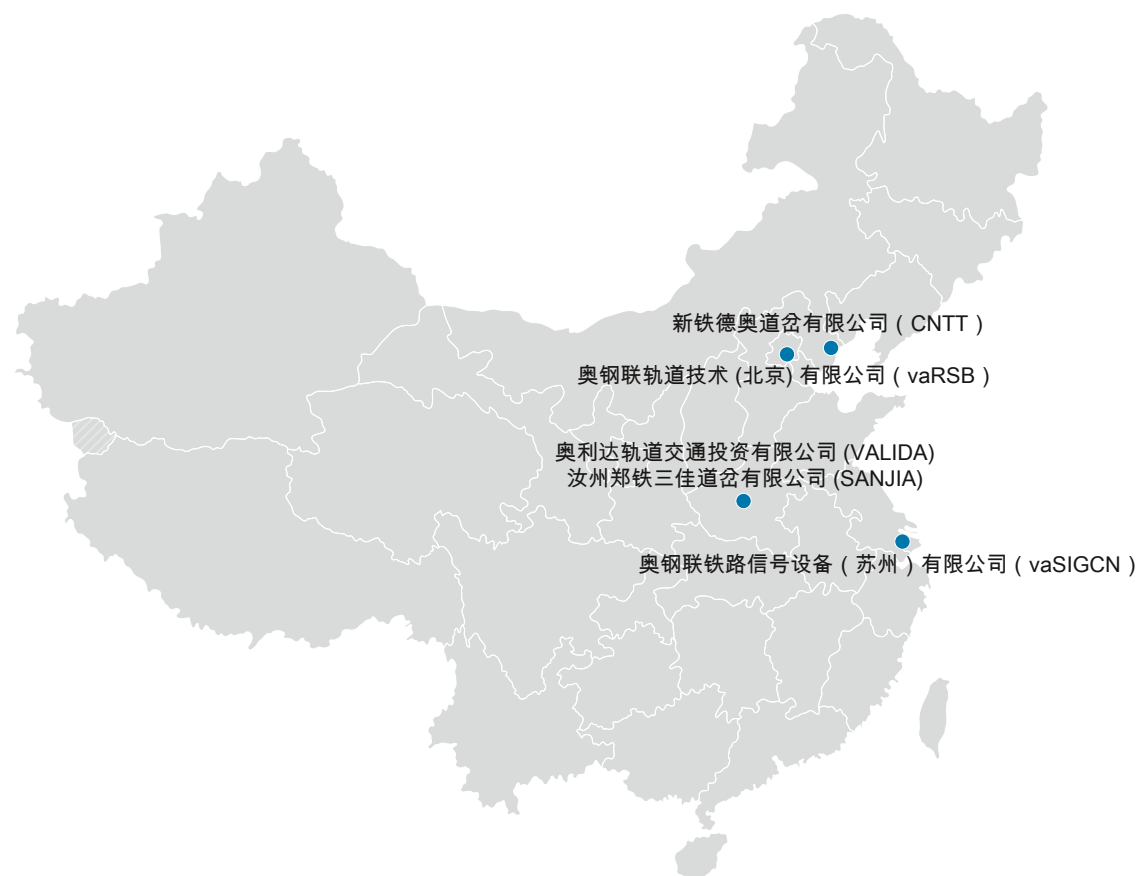 新铁德奥道岔有限公司（CNTT）
奥钢联轨道技术 (北京) 有限公司（vaRSB）
奥利达轨道交通投资有限公司 (VALIDA)
汝州郑铁三佳道岔有限公司 (SANJIA)
奥钢联铁路信号设备（苏州）有限公司（vaSIGCN）